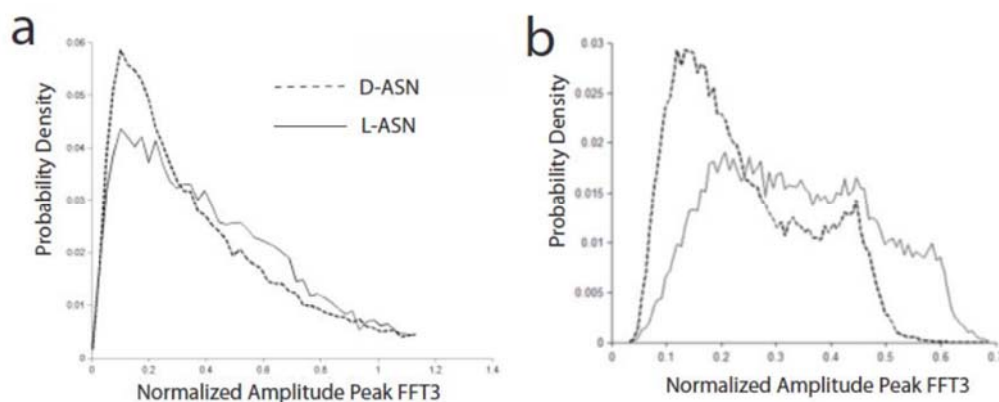 a
b
D-ASN
L-ASN
Probability Density
0.06
0.05
0.04
0.03
0.02
0.01
0
0 0.2 0.4 0.6 0.8 1 1.2 1.4
Normalized Amplitude Peak FFT3
Probability Density
0.03
0.025
0.02
0.015
0.01
0.005
0
0 0.1 0.2 0.3 0.4 0.5 0.6 0.7
Normalized Amplitude Peak FFT3